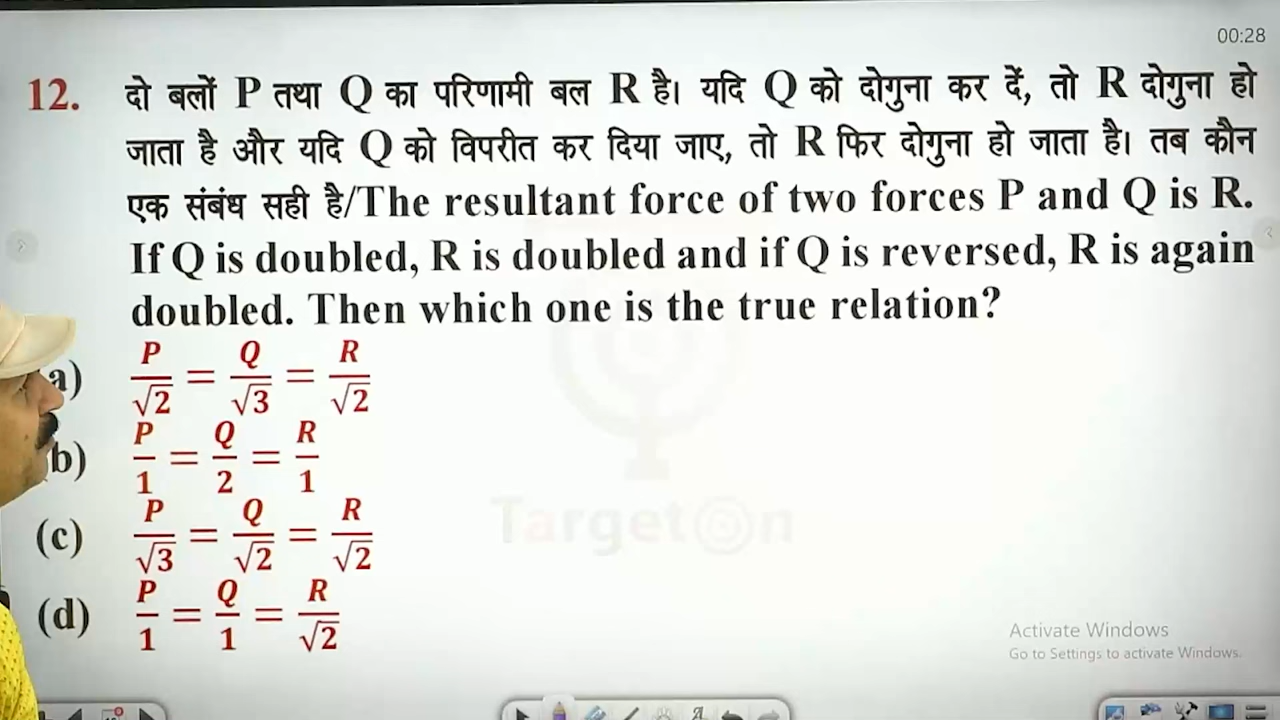 00:28
12. दो बलों P तथा Q का परिणामी बल R है। यदि Q को दोगुना कर दें, तो R दोगुना हो
जाता है और यदि Q को विपरीत कर दिया जाए, तो R फिर दोगुना हो जाता है। तब कौन
एक संबंध सही है/The resultant force of two forces P and Q is R.
If Q is doubled, R is doubled and if Q is reversed, R is again
doubled. Then which one is the true relation?
a) P/√2 = Q/√3 = R/√2
b) P/1 = Q/2 = R/1
(c) P/√3 = Q/√2 = R/√2
(d) P/1 = Q/1 = R/√2
TargetOn
Activate Windows
Go to Settings to activate Windows.